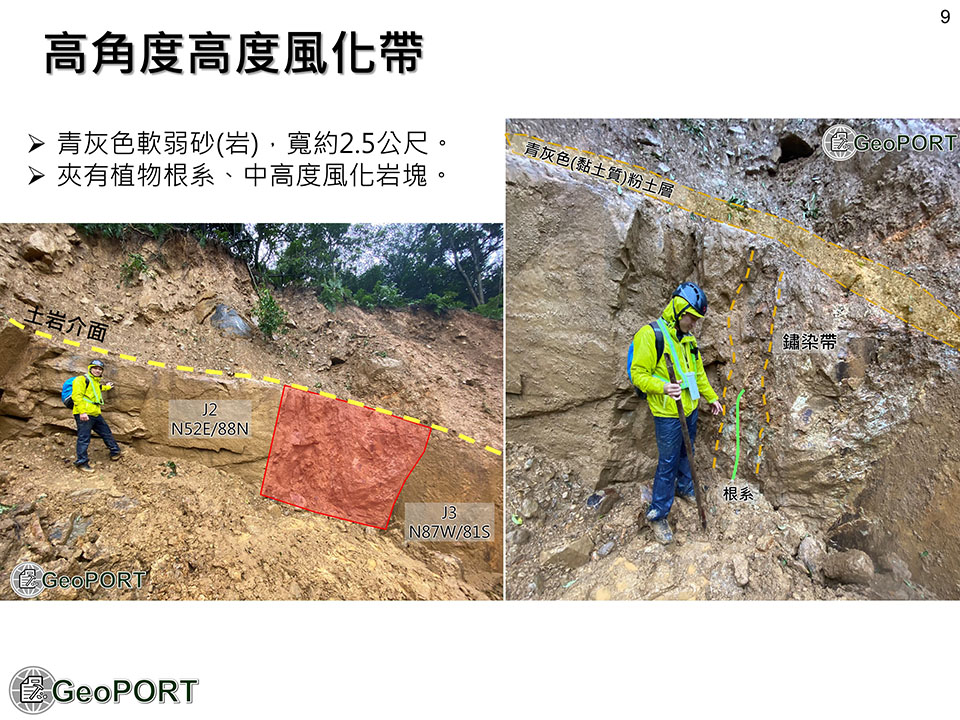 9
高角度高度風化帶
➢ 青灰色軟弱砂(岩)，寬約2.5公尺。
➢ 夾有植物根系、中高度風化岩塊。
土岩介面
J2
N52E/88N
J3
N87W/81S
GeoPORT
GeoPORT
青灰色(黏土質)粉土層
鏽染帶
根系
GeoPORT